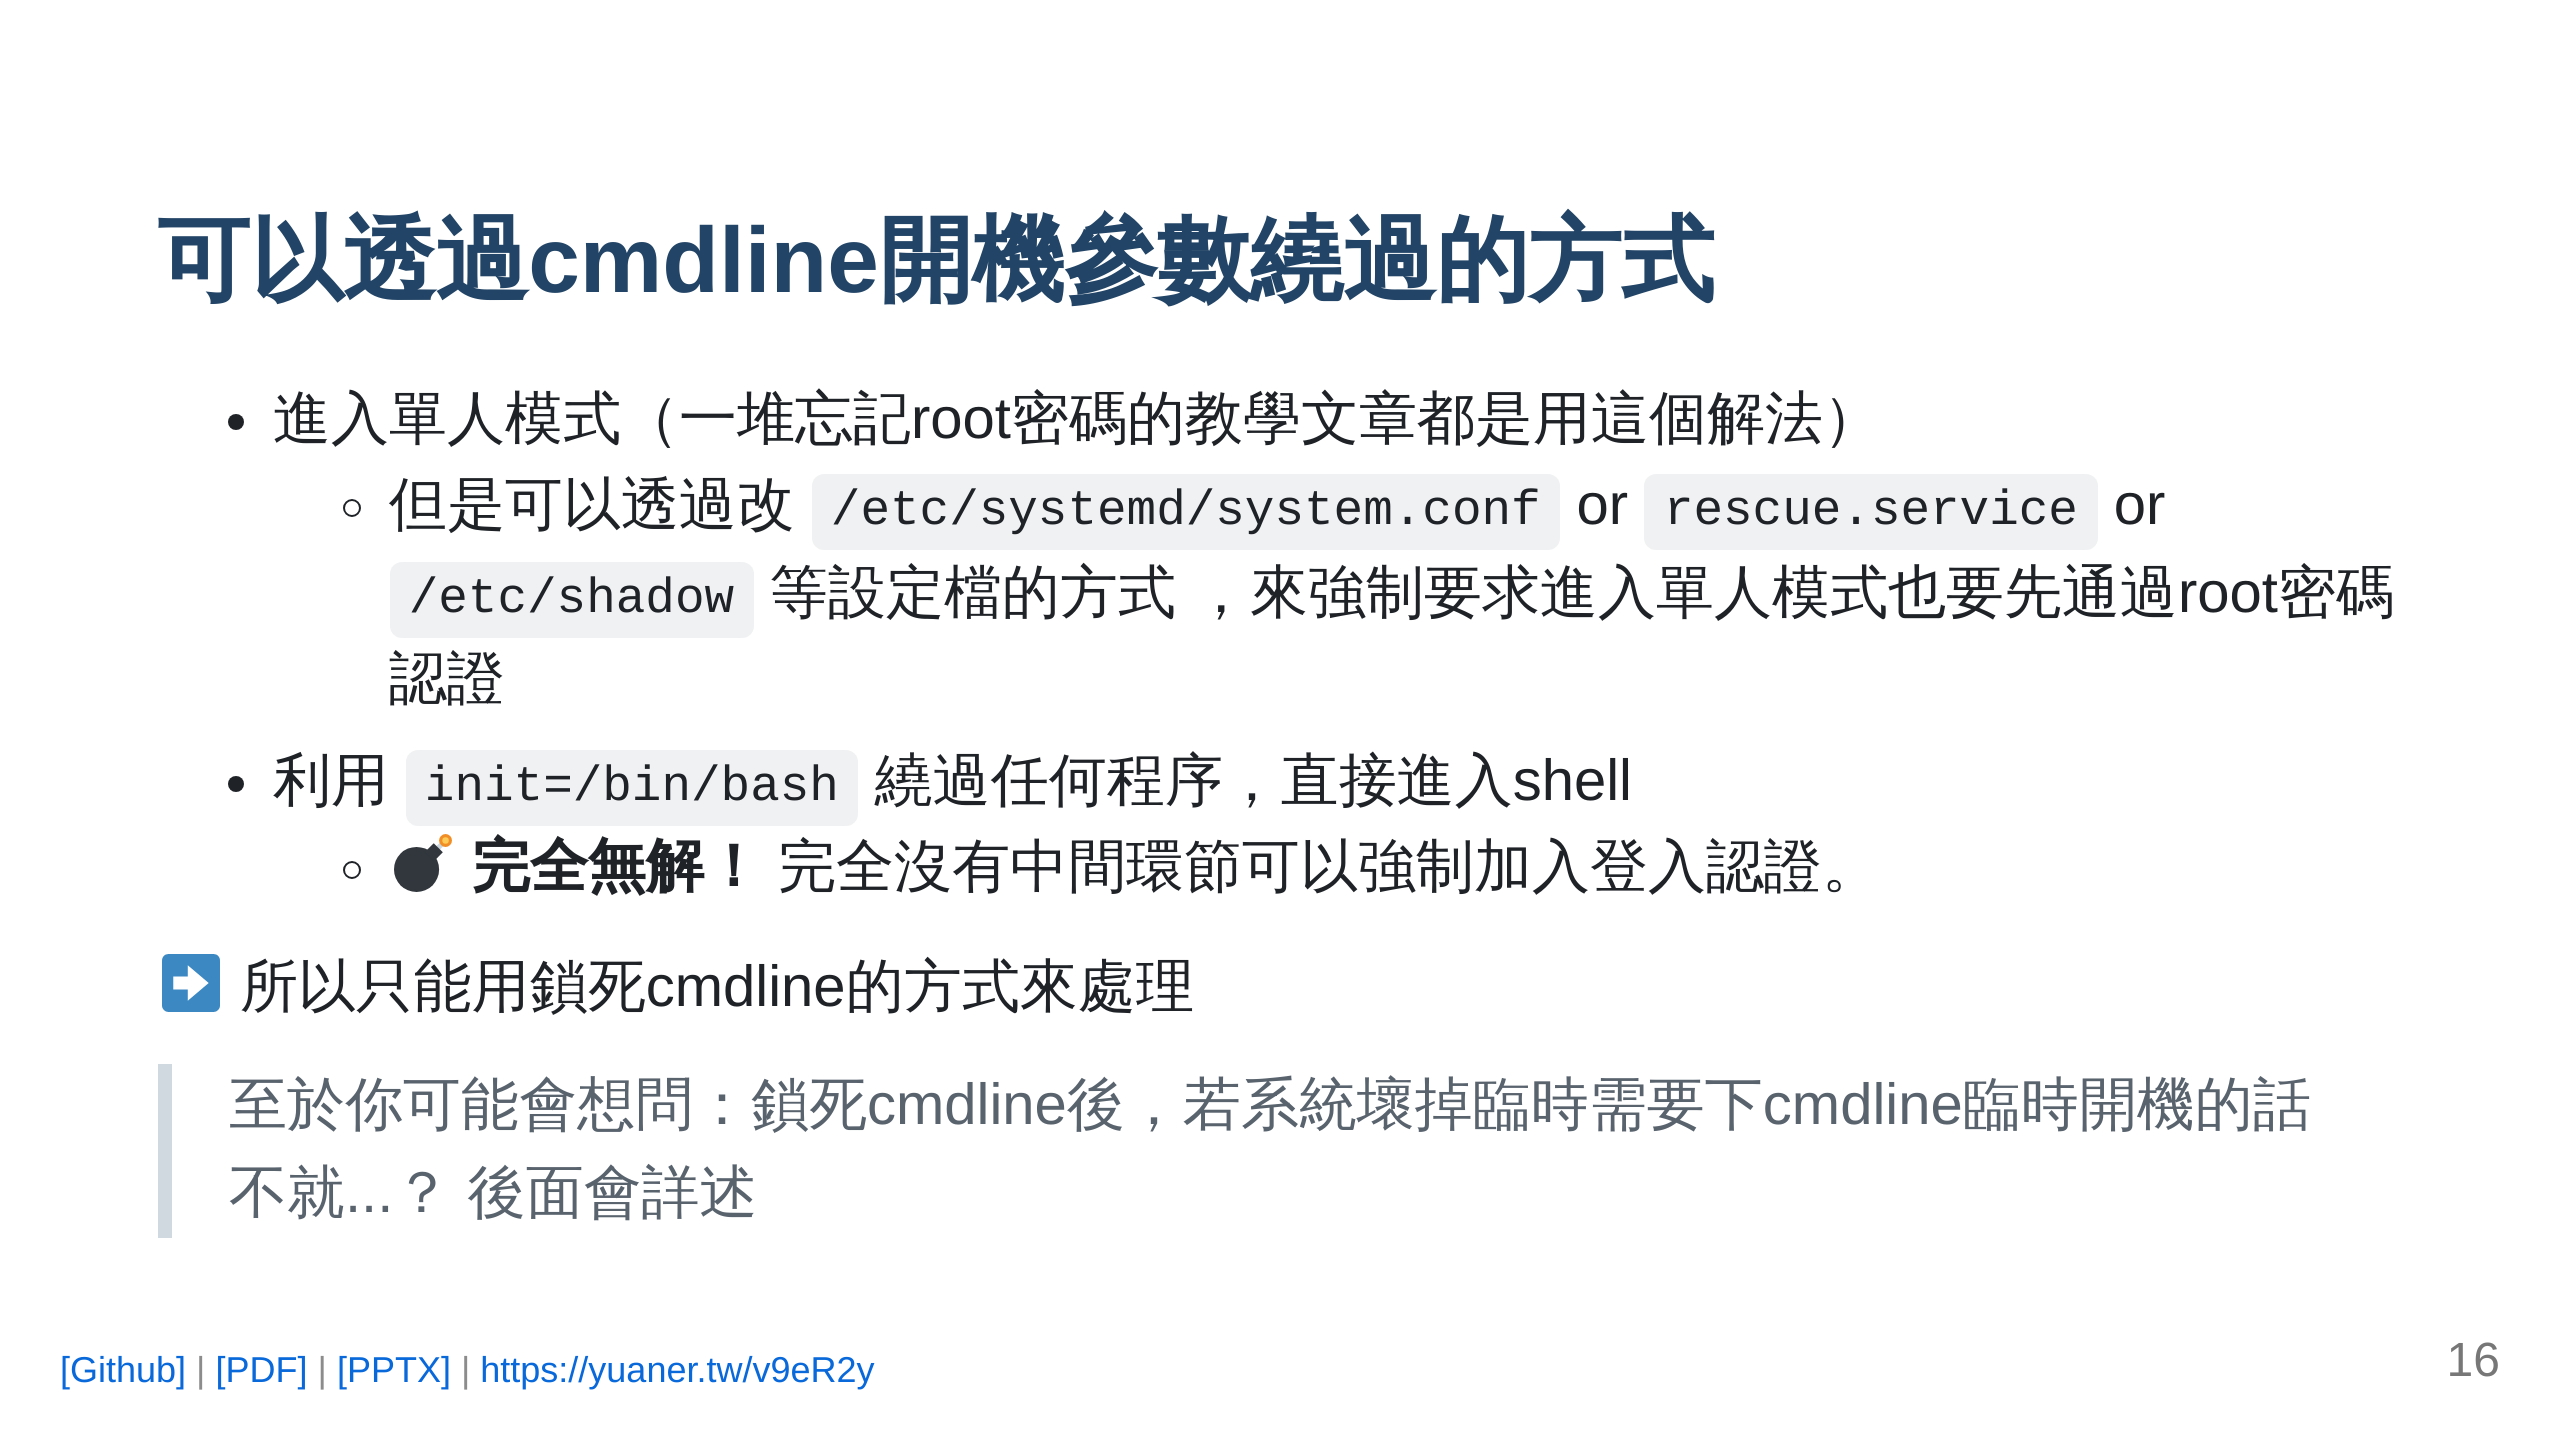 可以透過cmdline開機參數繞過的方式
• 進入單人模式（一堆忘記root密碼的教學文章都是用這個解法）
○ 但是可以透過改 /etc/systemd/system.conf or rescue.service or
/etc/shadow 等設定檔的方式 ，來強制要求進入單人模式也要先通過root密碼
認證
• 利用 init=/bin/bash 繞過任何程序，直接進入shell
○ 💣 完全無解！ 完全沒有中間環節可以強制加入登入認證。
➡️ 所以只能用鎖死cmdline的方式來處理
至於你可能會想問：鎖死cmdline後，若系統壞掉臨時需要下cmdline臨時開機的話
不就...？ 後面會詳述
[Github] | [PDF] | [PPTX] | https://yuaner.tw/v9eR2y
16